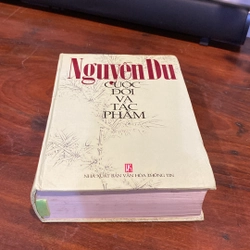 Nguyễn Du
CUỘC
ĐỜI
VÀ
TÁC
PHẨM
NHÀ XUẤT BẢN VĂN HÓA THÔNG TIN